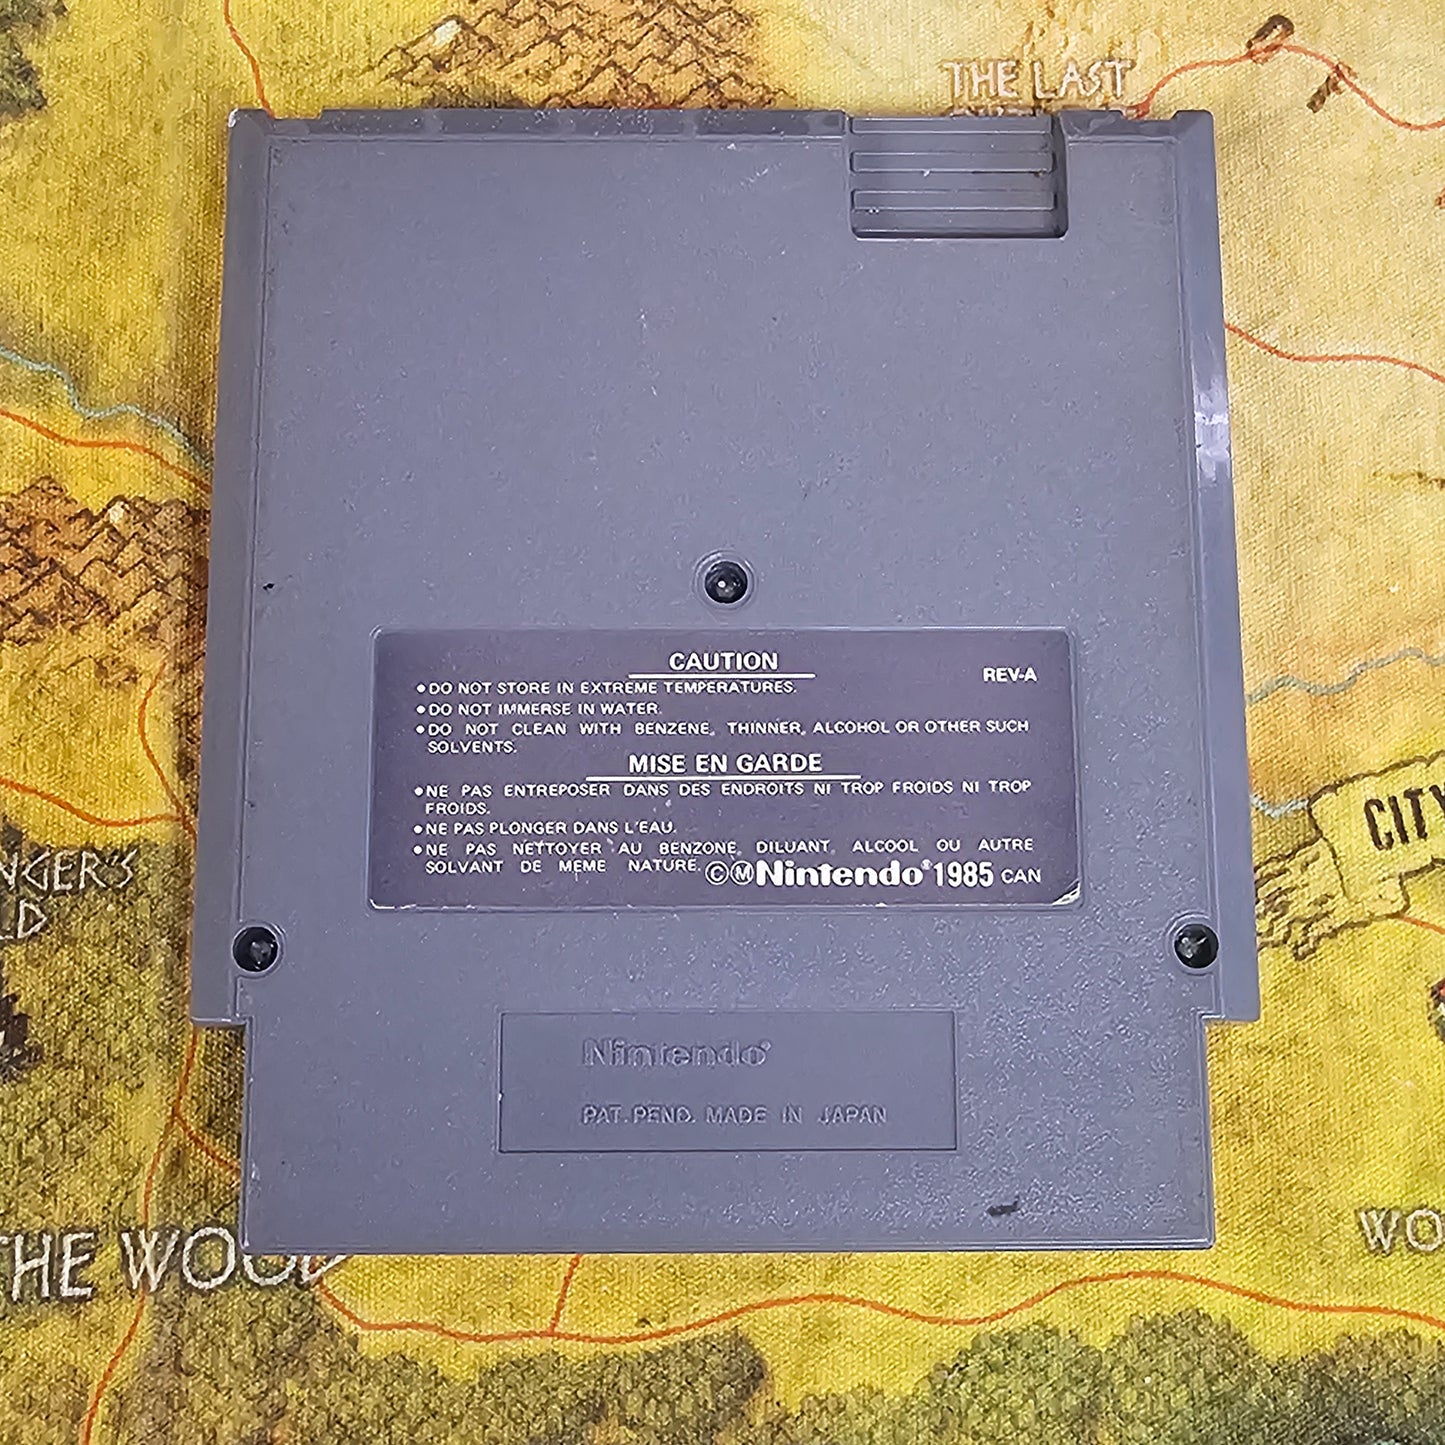 THE LAST
CAUTION
REV-A
●DO NOT STORE IN EXTREME TEMPERATURES.
●DO NOT IMMERSE IN WATER.
●DO NOT CLEAN WITH BENZENE, THINNER, ALCOHOL OR OTHER SUCH
SOLVENTS.
MISE EN GARDE
●NE PAS ENTREPOSER DANS DES ENDROITS NI TROP FROIDS NI TROP
FROIDS.
●NE PAS PLONGER DANS L'EAU.
●NE PAS NETTOYER AU BENZONE, DILUANT, ALCOOL OU AUTRE
SOLVANT DE MEME NATURE.
©Ⓜ Nintendo® 1985 CAN
CITY
NGER'S
LD
Nintendo®
PAT. PEND. MADE IN JAPAN
THE WOOD
WO